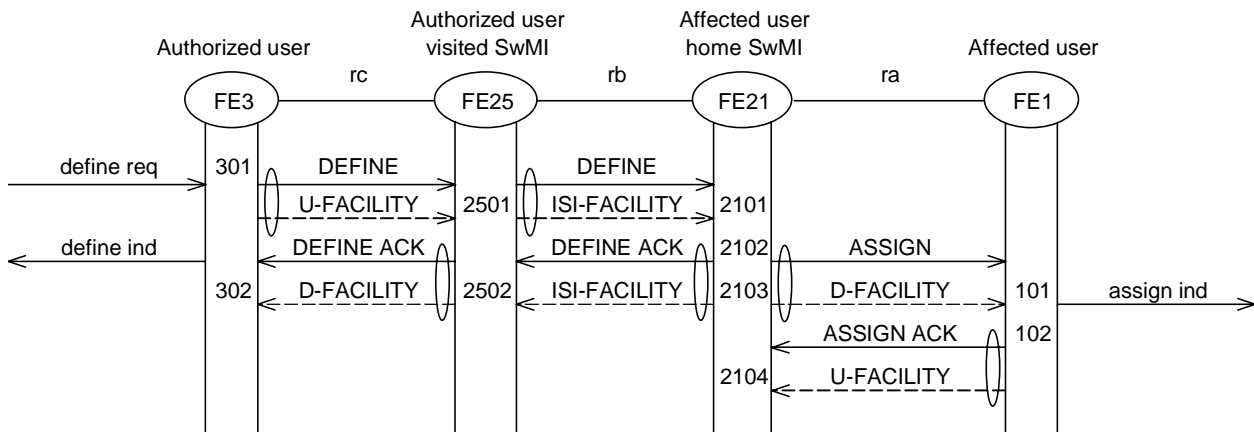 Authorized user
Authorized user
visited SwMI
Affected user
home SwMI
Affected user
FE3
rc
FE25
rb
FE21
ra
FE1
define req
301
DEFINE
DEFINE
U-FACILITY
2501
ISI-FACILITY
2101
define ind
DEFINE ACK
DEFINE ACK
2102
ASSIGN
302
D-FACILITY
2502
ISI-FACILITY
2103
D-FACILITY
101
assign ind
ASSIGN ACK
102
2104
U-FACILITY